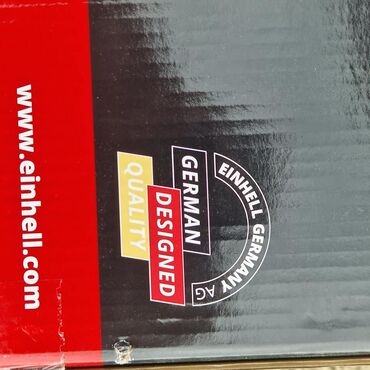 EINHELL GERMANY AG
GERMAN
DESIGNED
QUALITY
www.einhell.com